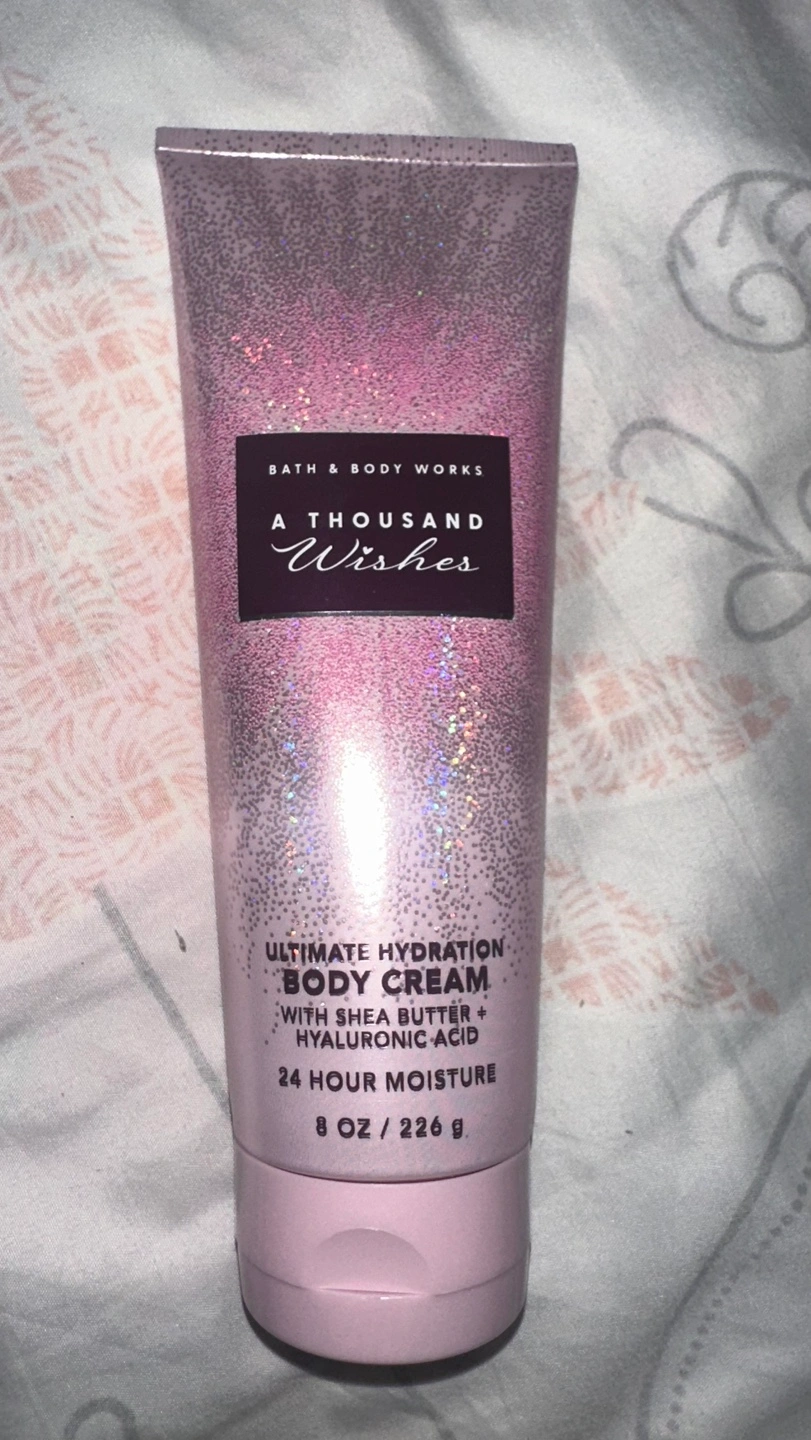 BATH & BODY WORKS
A THOUSAND
Wishes
ULTIMATE HYDRATION
BODY CREAM
WITH SHEA BUTTER +
HYALURONIC ACID
24 HOUR MOISTURE
8 OZ / 226 g